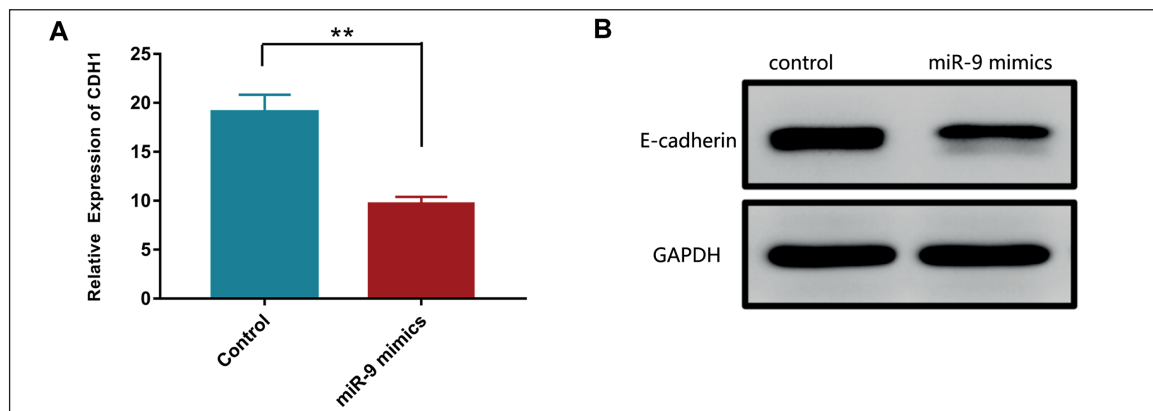 A
**
25
20
15
10
5
0
Relative Expression of CDH1
Control
miR-9 mimics
B
control miR-9 mimics
E-cadherin
GAPDH